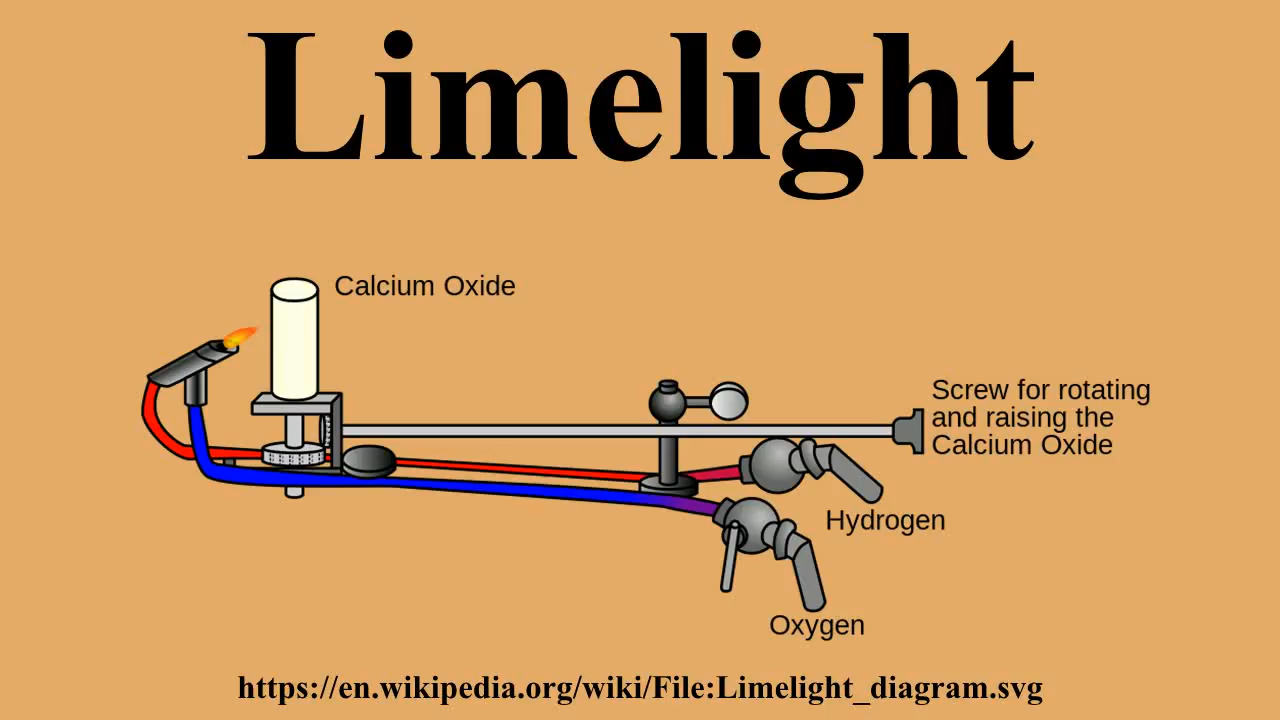 Limelight
Calcium Oxide
Screw for rotating
and raising the
Calcium Oxide
Hydrogen
Oxygen
https://en.wikipedia.org/wiki/File:Limelight_diagram.svg